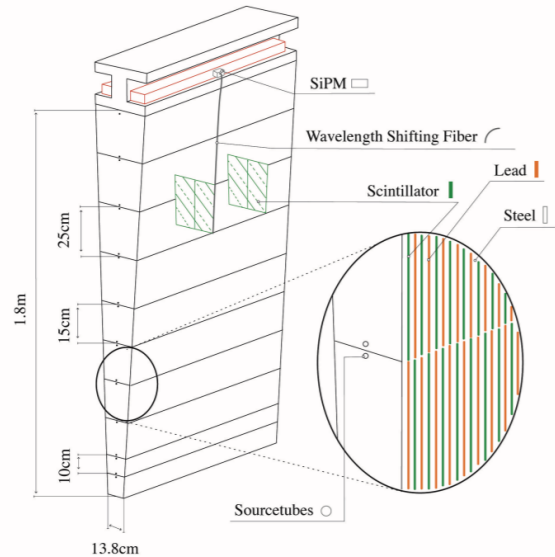 SiPM
Wavelength Shifting Fiber
Lead
Scintillator
Steel
25cm
1.8m
15cm
10cm
Sourcetubes
13.8cm